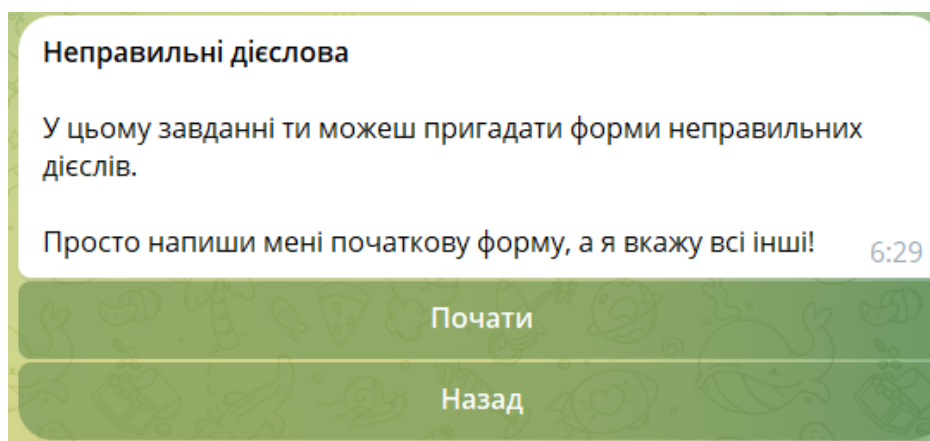 Неправильні дієслова
У цьому завданні ти можеш пригадати форми неправильних
дієслів.
Просто напиши мені початкову форму, а я вкажу всі інші!
6:29
Почати
Назад